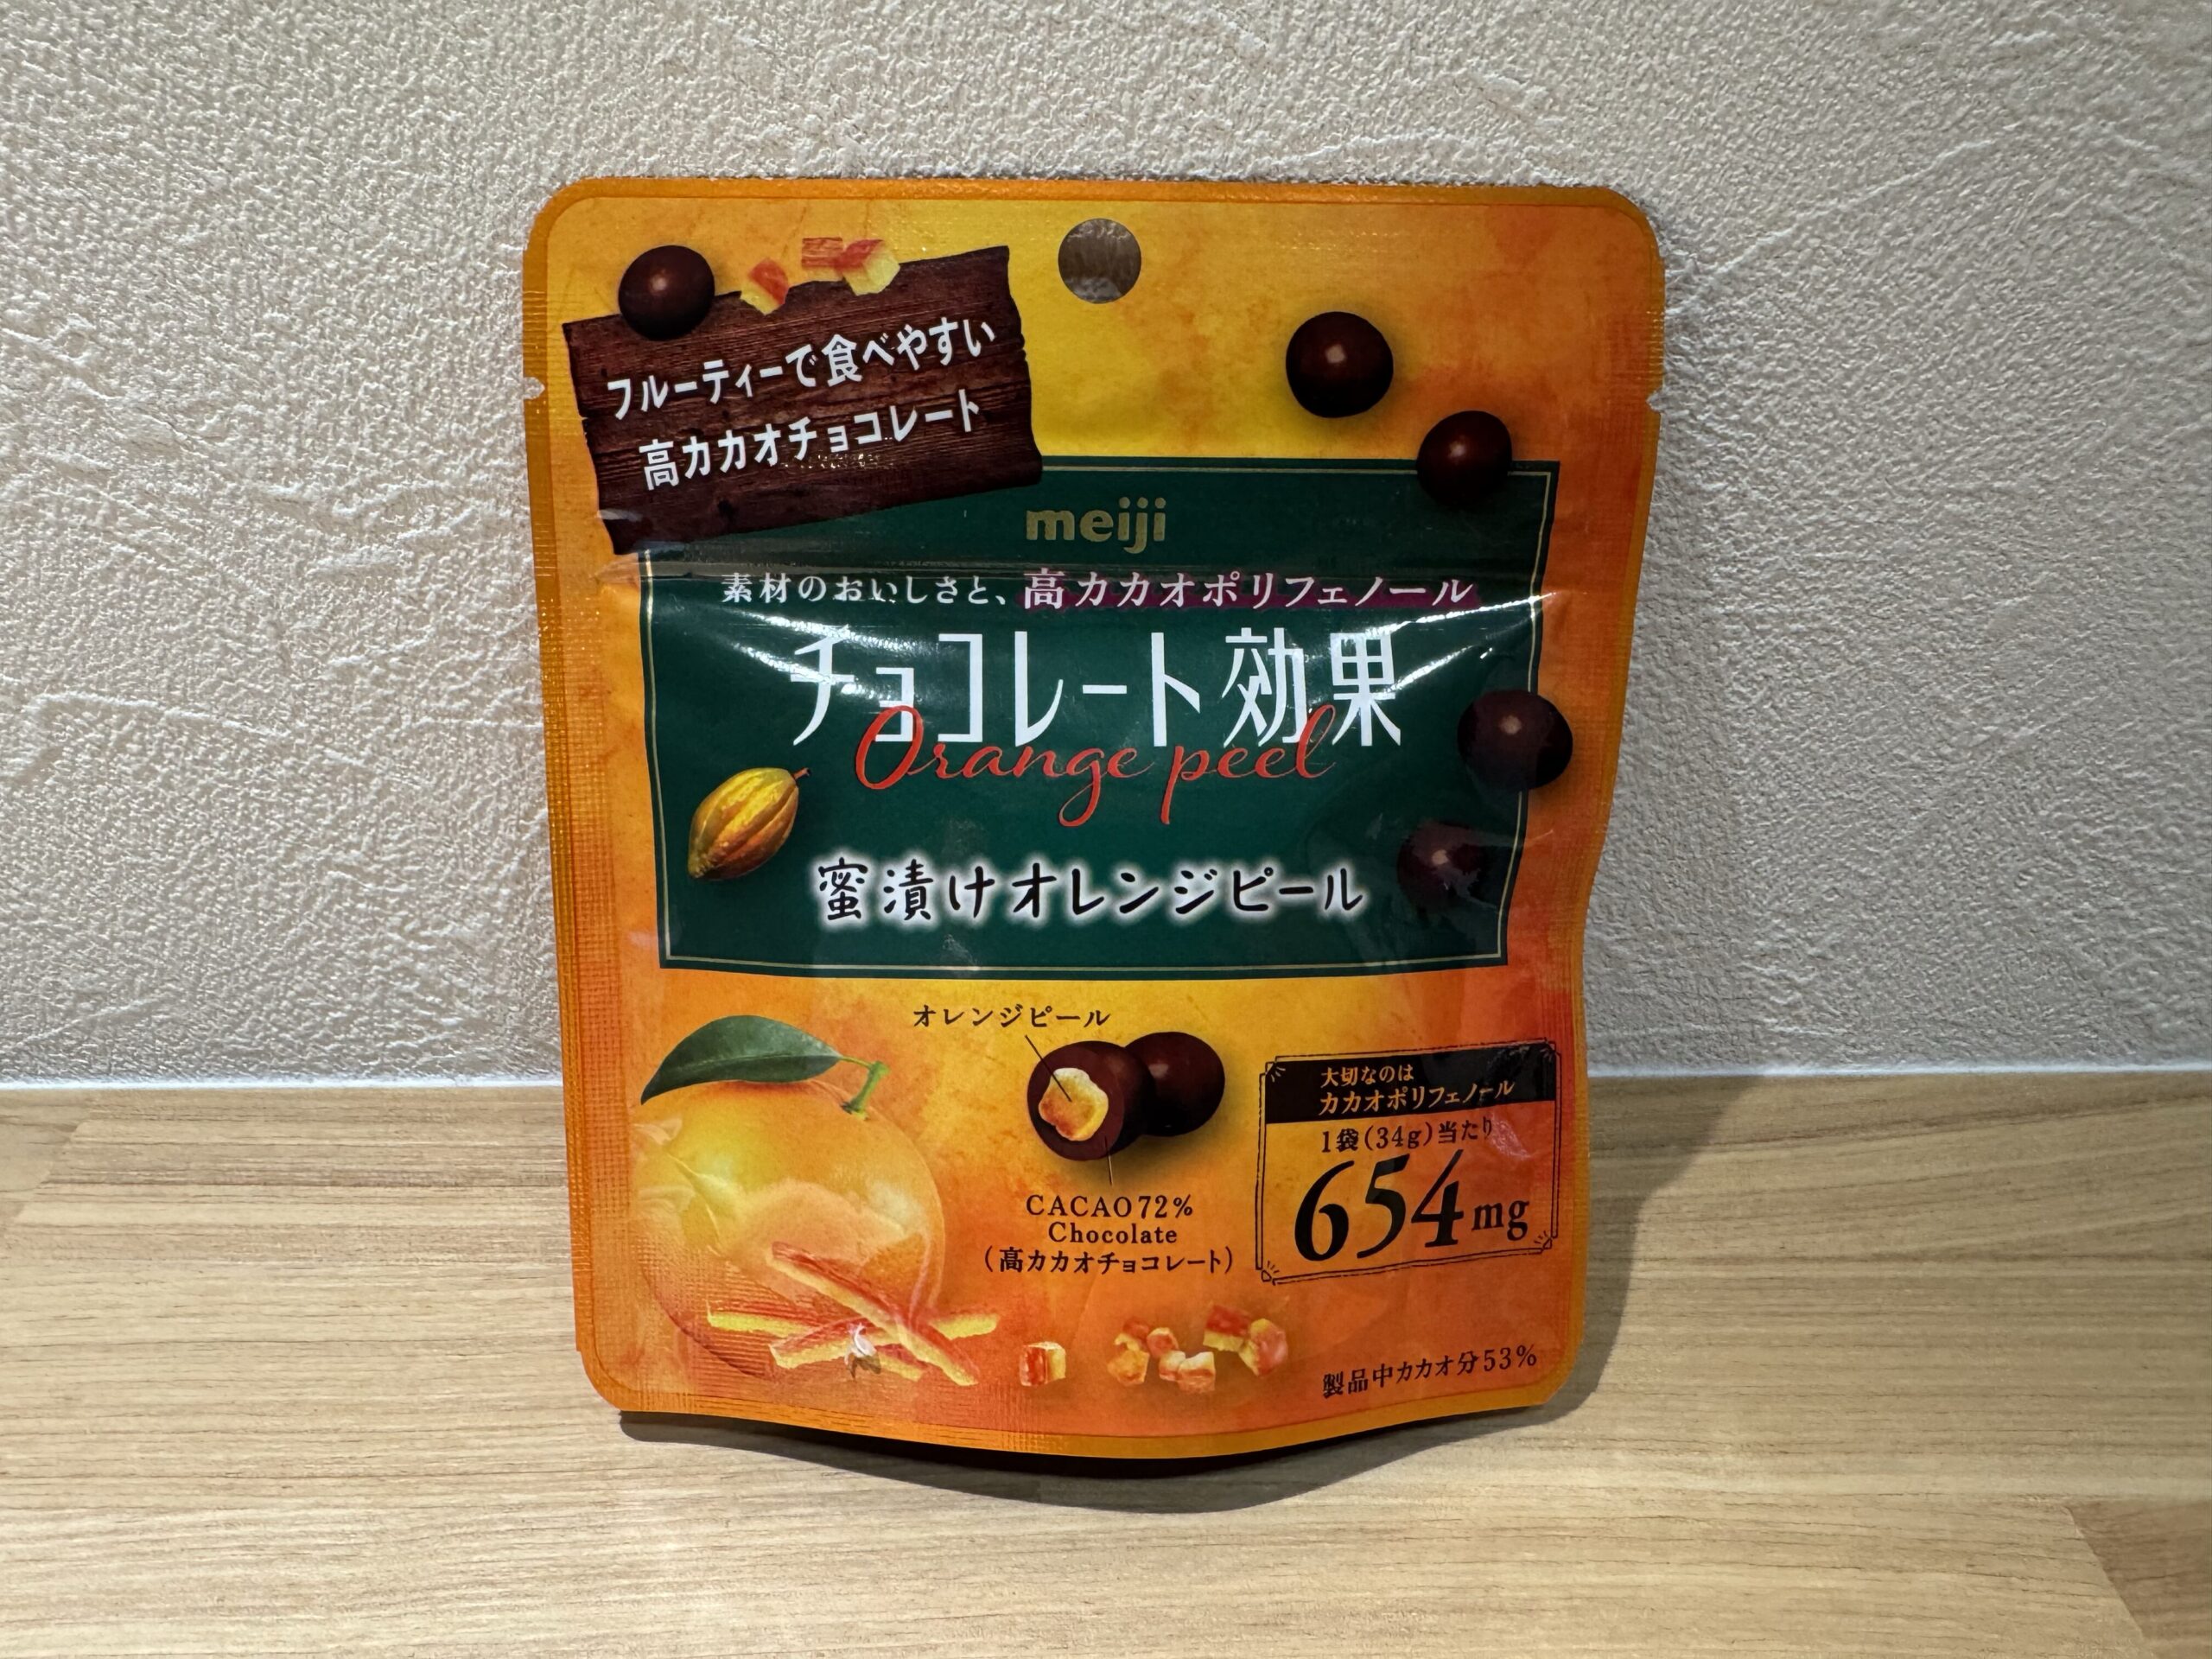 フルーティーで食べやすい
高カカオチョコレート
meiji
素材のおいしさと、高カカオポリフェノール
チョコレート効果
Orange peel
蜜漬けオレンジピール
オレンジピール
CACAO72%
Chocolate
(高カカオチョコレート)
大切なのは
カカオポリフェノール
1袋(34g)当たり
654mg
製品中カカオ分53%